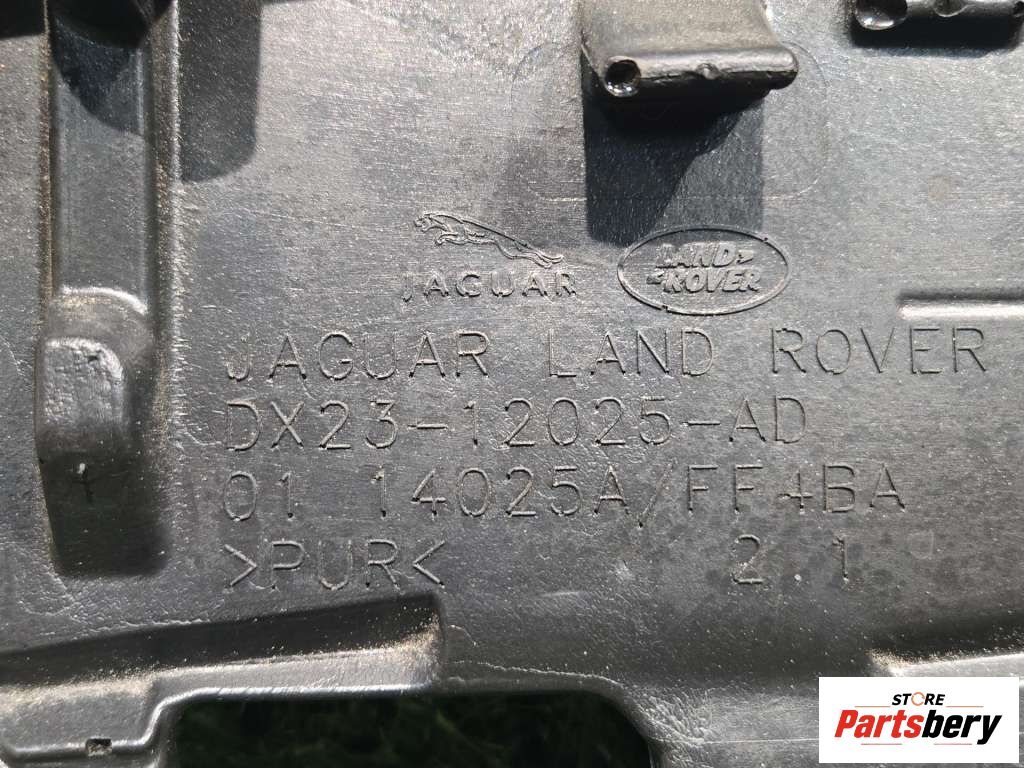 JAGUAR
LAND ROVER
JAGUAR LAND ROVER
DX23-12025-AD
01 14025A/FF4BA
>PUR< 2 1
STORE
Partsbery